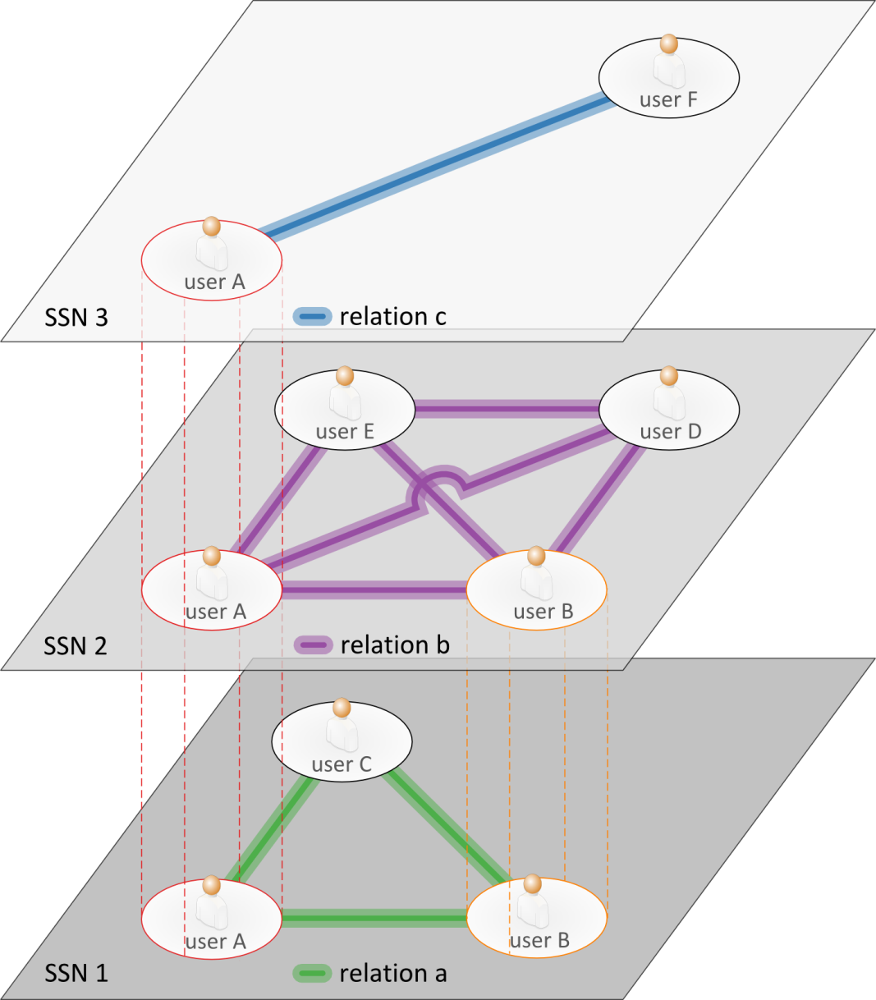 user F
user A
SSN 3
relation c
user E
user D
user A
user B
SSN 2
relation b
user C
user A
user B
SSN 1
relation a